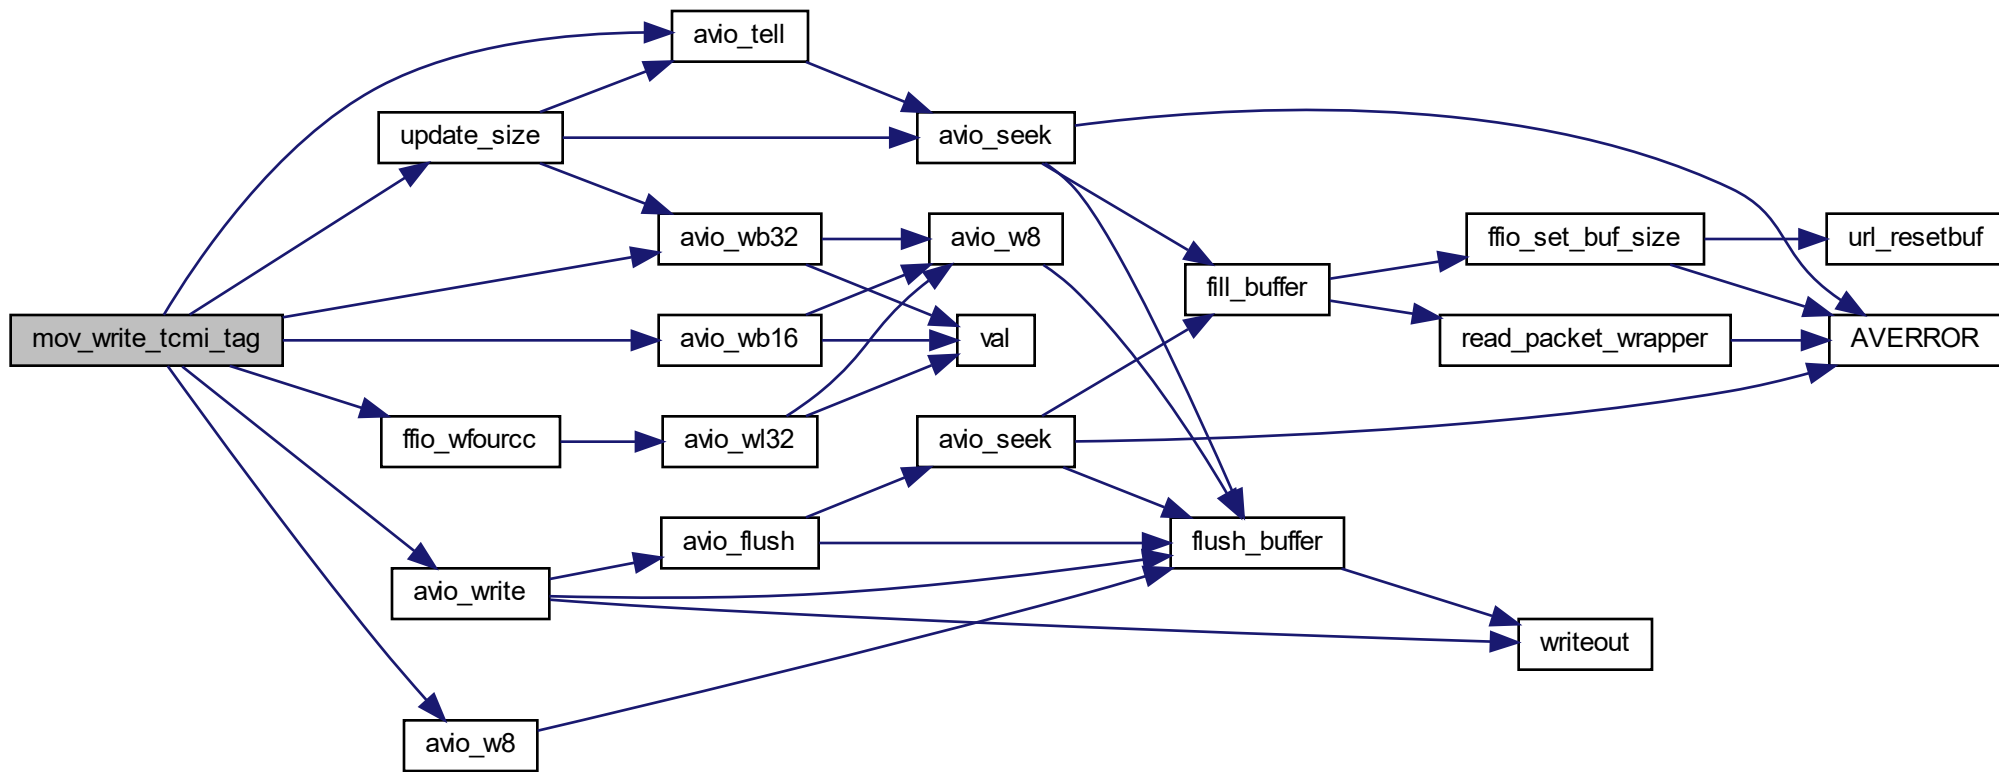 avio_tell
update_size
avio_seek
avio_wb32
avio_w8
ffio_set_buf_size
url_resetbuf
fill_buffer
mov_write_tcmi_tag
avio_wb16
val
read_packet_wrapper
AVERROR
ffio_wfourcc
avio_wl32
avio_seek
avio_flush
flush_buffer
avio_write
writeout
avio_w8